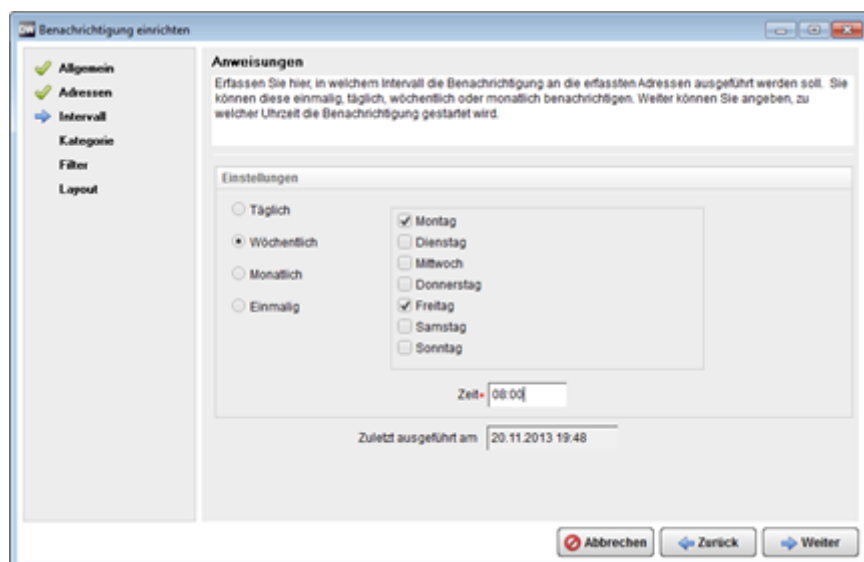 DW Benachrichtigung einrichten
Allgemein
Adressen
Intervall
Kategorie
Filter
Layout
Anweisungen
Erfassen Sie hier, in welchem Intervall die Benachrichtigung an die erfassten Adressen ausgeführt werden soll. Sie
können diese einmalig, täglich, wöchentlich oder monatlich benachrichtigen. Weiter können Sie angeben, zu
welcher Uhrzeit die Benachrichtigung gestartet wird.
Einstellungen
Täglich
Wöchentlich
Monatlich
Einmalig
Montag
Dienstag
Mittwoch
Donnerstag
Freitag
Samstag
Sonntag
Zeit* 08:00
Zuletzt ausgeführt am 20.11.2013 19:48
Abbrechen Zurück Weiter